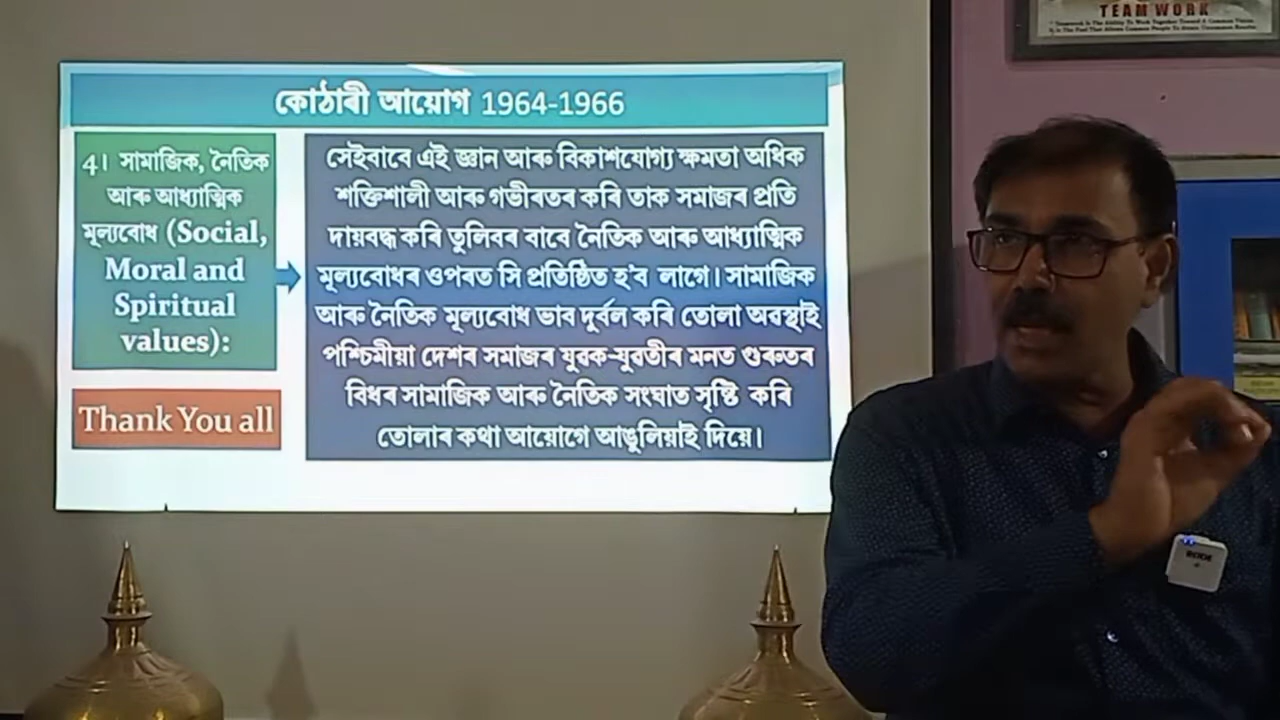 TEAM WORK
কোঠাৰী আয়োগ 1964-1966
4। সামাজিক, নৈতিক
আৰু আধ্যাত্মিক
মূল্যবোধ (Social,
Moral and
Spiritual
values):
Thank You all
সেইবাবে এই জ্ঞান আৰু বিকাশযোগ্য ক্ষমতা অধিক
শক্তিশালী আৰু গভীৰতৰ কৰি তাক সমাজৰ প্ৰতি
দায়বদ্ধ কৰি তুলিবৰ বাবে নৈতিক আৰু আধ্যাত্মিক
মূল্যবোধৰ ওপৰত সি প্ৰতিষ্ঠিত হ'ব লাগে। সামাজিক
আৰু নৈতিক মূল্যবোধ ভাব দুৰ্বল কৰি তোলা অবস্থাই
পশ্চিমীয়া দেশৰ সমাজৰ যুৱক-যুৱতীৰ মনত গুৰুতৰ
বিধৰ সামাজিক আৰু নৈতিক সংঘাত সৃষ্টি কৰি
তোলাৰ কথা আয়োগে আঙুলিয়াই দিয়ে।
RODE